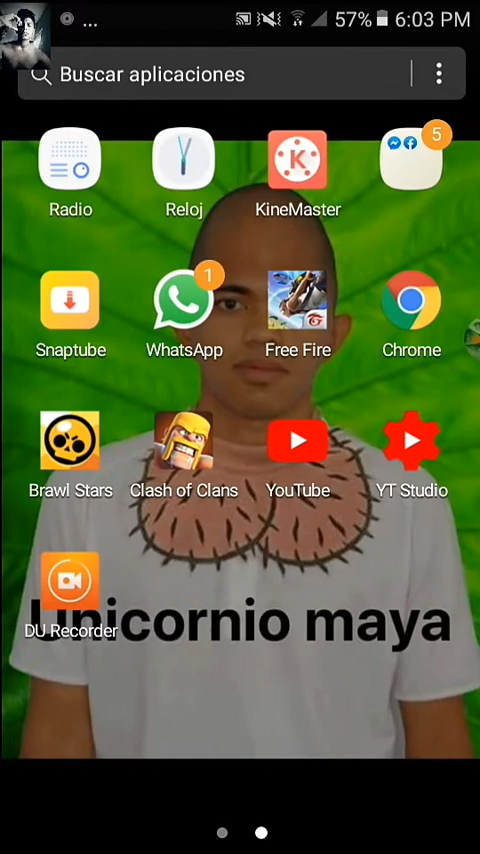 ... 57% 6:03 PM
Buscar aplicaciones
5
Radio Reloj KineMaster
1
Snaptube WhatsApp Free Fire Chrome
Brawl Stars Clash of Clans YouTube YT Studio
Unicornio maya
DU Recorder